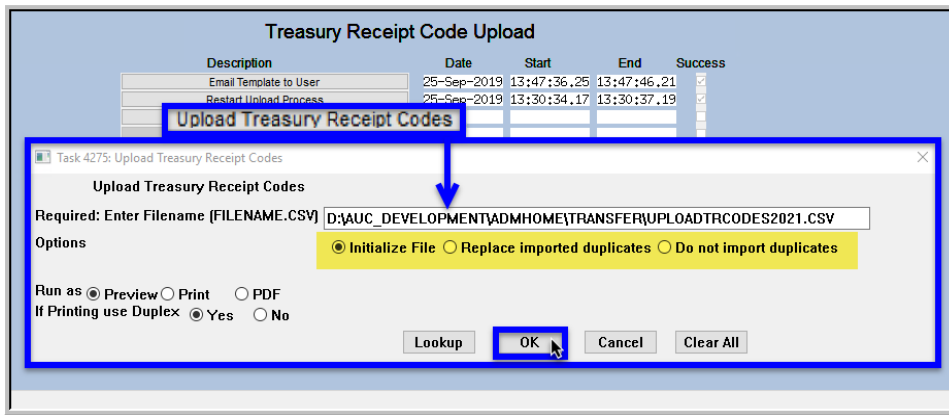 Treasury Receipt Code Upload
Description Date Start End Success
Email Template to User 25-Sep-2019 13:47:36.25 13:47:46.21
Restart Upload Process 25-Sep-2019 13:30:34.17 13:30:37.19
Upload Treasury Receipt Codes
Task 4275: Upload Treasury Receipt Codes
Upload Treasury Receipt Codes
Required: Enter Filename (FILENAME.CSV) D:\AUC_DEVELOPMENT\ADMHOME\TRANSFER\UPLOADTRCODES2021.CSV
Options Initialize File Replace imported duplicates Do not import duplicates
Run as Preview Print PDF
If Printing use Duplex Yes No
Lookup OK Cancel Clear All